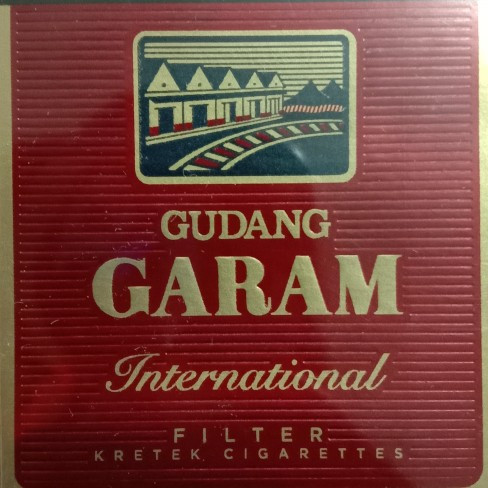 GUDANG
GARAM
International
FILTER
KRETEK CIGARETTES